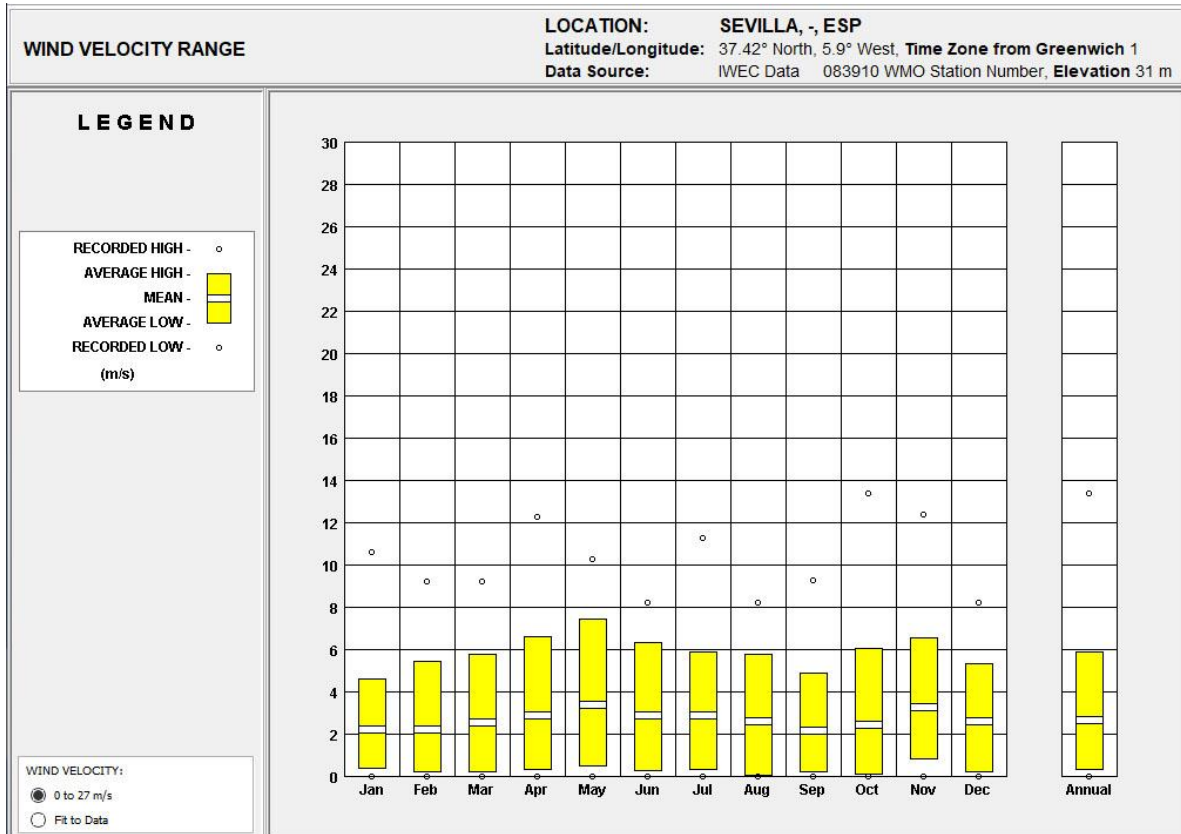 WIND VELOCITY RANGE
LOCATION: SEVILLA, -, ESP
Latitude/Longitude: 37.42° North, 5.9° West, Time Zone from Greenwich 1
Data Source: IWEC Data 083910 WMO Station Number, Elevation 31 m
LEGEND
RECORDED HIGH -
AVERAGE HIGH -
MEAN -
AVERAGE LOW -
RECORDED LOW -
(m/s)
WIND VELOCITY:
0 to 27 m/s
Fit to Data
30
28
26
24
22
20
18
16
14
12
10
8
6
4
2
0
Jan Feb Mar Apr May Jun Jul Aug Sep Oct Nov Dec Annual